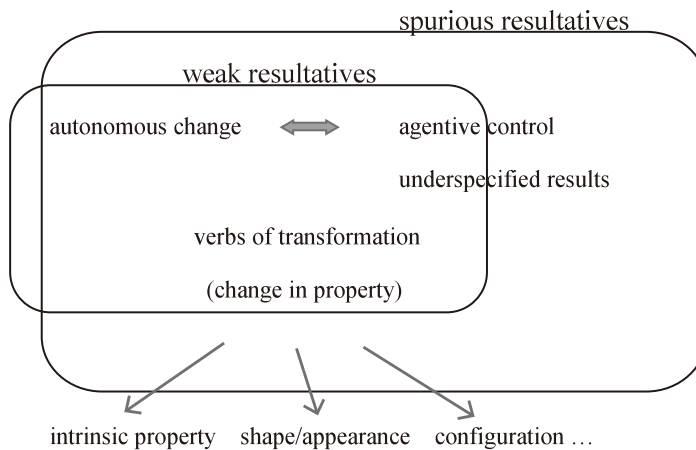 spurious resultatives
weak resultatives
autonomous change agentive control
underspecified results
verbs of transformation
(change in property)
intrinsic property shape/appearance configuration …